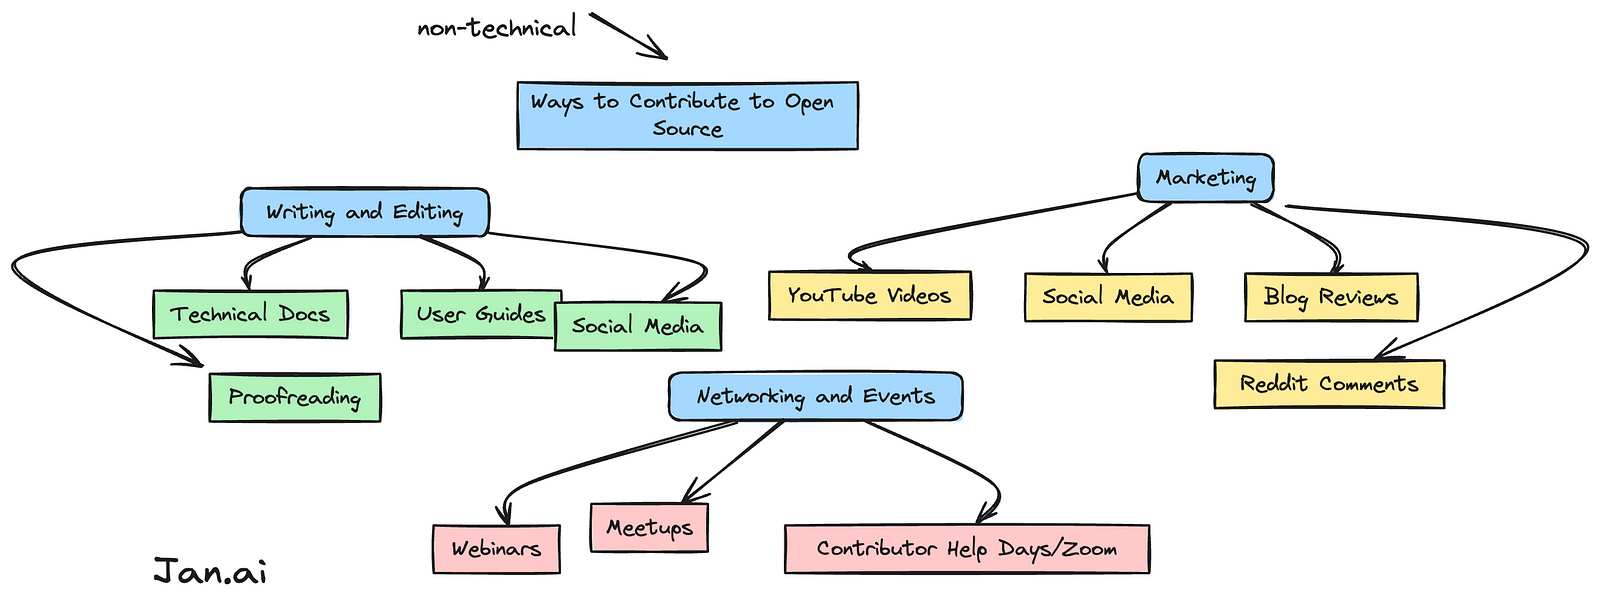 non-technical
Ways to Contribute to Open
Source
Marketing
Writing and Editing
YouTube Videos
Social Media
Blog Reviews
Technical Docs
User Guides
Social Media
Reddit Comments
Proofreading
Networking and Events
Meetups
Webinars
Contributor Help Days/Zoom
Jan.ai